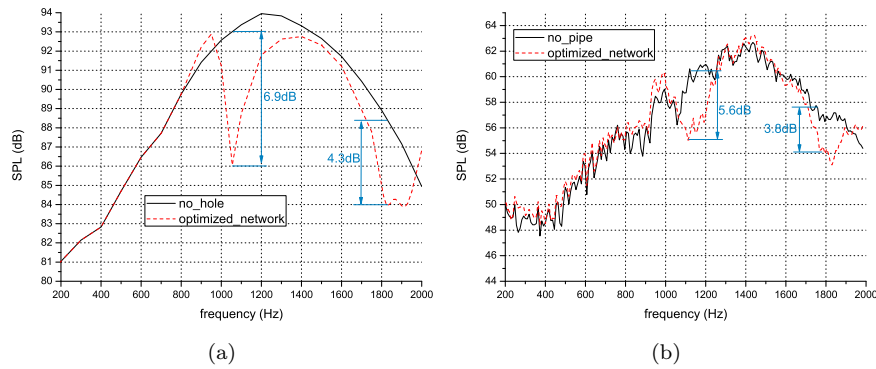 94
93
92
91
90
89
88
87
86
85
84
83
82
81
80
SPL (dB)
6.9dB
4.3dB
no_hole
optimized_network
200 400 600 800 1000 1200 1400 1600 1800 2000
frequency (Hz)
(a)
64
62
60
58
56
54
52
50
48
46
44
SPL (dB)
no_pipe
optimized_network
5.6dB
3.8dB
200 400 600 800 1000 1200 1400 1600 1800 2000
frequency (Hz)
(b)